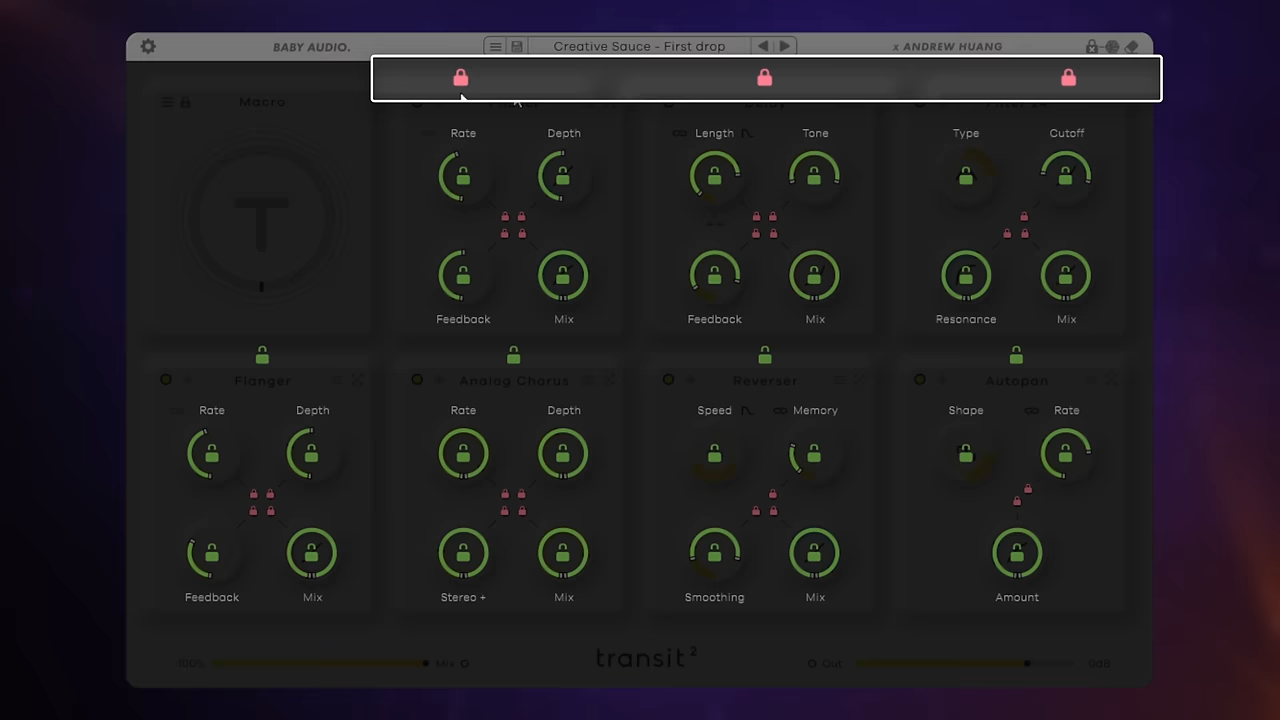 BABY AUDIO.
Creative Sauce - First drop
x ANDREW HUANG
Macro
Rate Depth
Length Tone
Type Cutoff
Feedback Mix
Feedback Mix
Resonance Mix
Flanger
Analog Chorus
Reverser
Autopan
Rate Depth
Rate Depth
Speed Memory
Shape Rate
Feedback Mix
Stereo + Mix
Smoothing Mix
Amount
100% Mix
transit²
Out 0dB